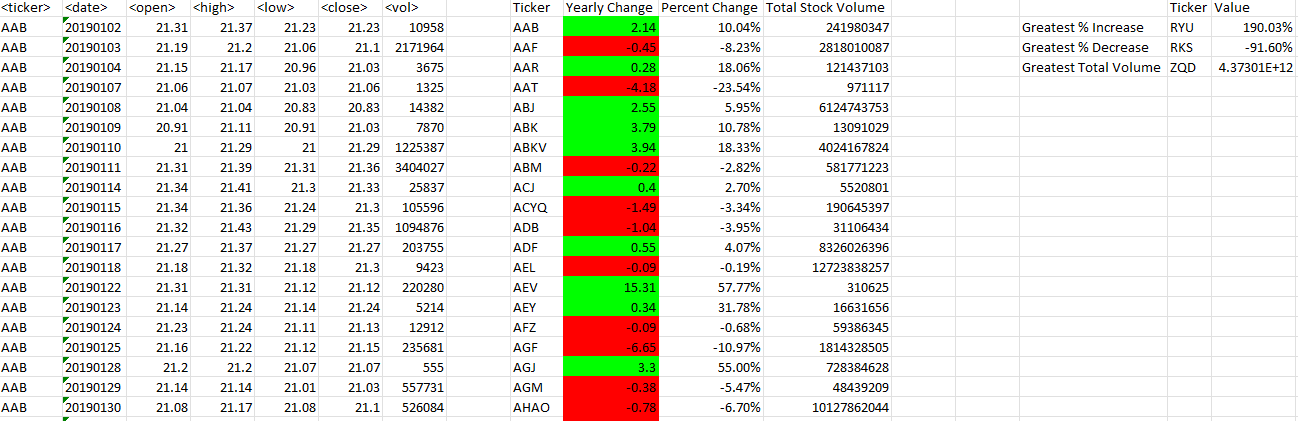 <ticker> <date> <open> <high> <low> <close> <vol> Ticker Yearly Change Percent Change Total Stock Volume Ticker Value
AAB 20190102 21.31 21.37 21.23 21.23 10958 AAB 2.14 10.04% 241980347 Greatest % Increase RYU 190.03%
AAB 20190103 21.19 21.2 21.06 21.1 2171964 AAF -0.45 -8.23% 2818010087 Greatest % Decrease RKS -91.60%
AAB 20190104 21.15 21.17 20.96 21.03 3675 AAR 0.28 18.06% 121437103 Greatest Total Volume ZQD 4.37301E+12
AAB 20190107 21.06 21.07 21.03 21.06 1325 AAT -4.18 -23.54% 971117
AAB 20190108 21.04 21.04 20.83 20.83 14382 ABJ 2.55 5.95% 6124743753
AAB 20190109 20.91 21.11 20.91 21.03 7870 ABK 3.79 10.78% 13091029
AAB 20190110 21 21.29 21 21.29 1225387 ABKV 3.94 18.33% 4024167824
AAB 20190111 21.31 21.39 21.31 21.36 3404027 ABM -0.22 -2.82% 581771223
AAB 20190114 21.34 21.41 21.3 21.33 25837 ACJ 0.4 2.70% 5520801
AAB 20190115 21.34 21.36 21.24 21.3 105596 ACYQ -1.49 -3.34% 190645397
AAB 20190116 21.32 21.43 21.29 21.35 1094876 ADB -1.04 -3.95% 31106434
AAB 20190117 21.27 21.37 21.27 21.27 203755 ADF 0.55 4.07% 8326026396
AAB 20190118 21.18 21.32 21.18 21.3 9423 AEL -0.09 -0.19% 12723838257
AAB 20190122 21.31 21.31 21.12 21.12 220280 AEV 15.31 57.77% 310625
AAB 20190123 21.14 21.24 21.14 21.24 5214 AEY 0.34 31.78% 16631656
AAB 20190124 21.23 21.24 21.11 21.13 12912 AFZ -0.09 -0.68% 59386345
AAB 20190125 21.16 21.22 21.12 21.15 235681 AGF -6.65 -10.97% 1814328505
AAB 20190128 21.2 21.2 21.07 21.07 555 AGJ 3.3 55.00% 728384628
AAB 20190129 21.14 21.14 21.01 21.03 557731 AGM -0.38 -5.47% 48439209
AAB 20190130 21.08 21.17 21.08 21.1 526084 AHAO -0.78 -6.70% 10127862044